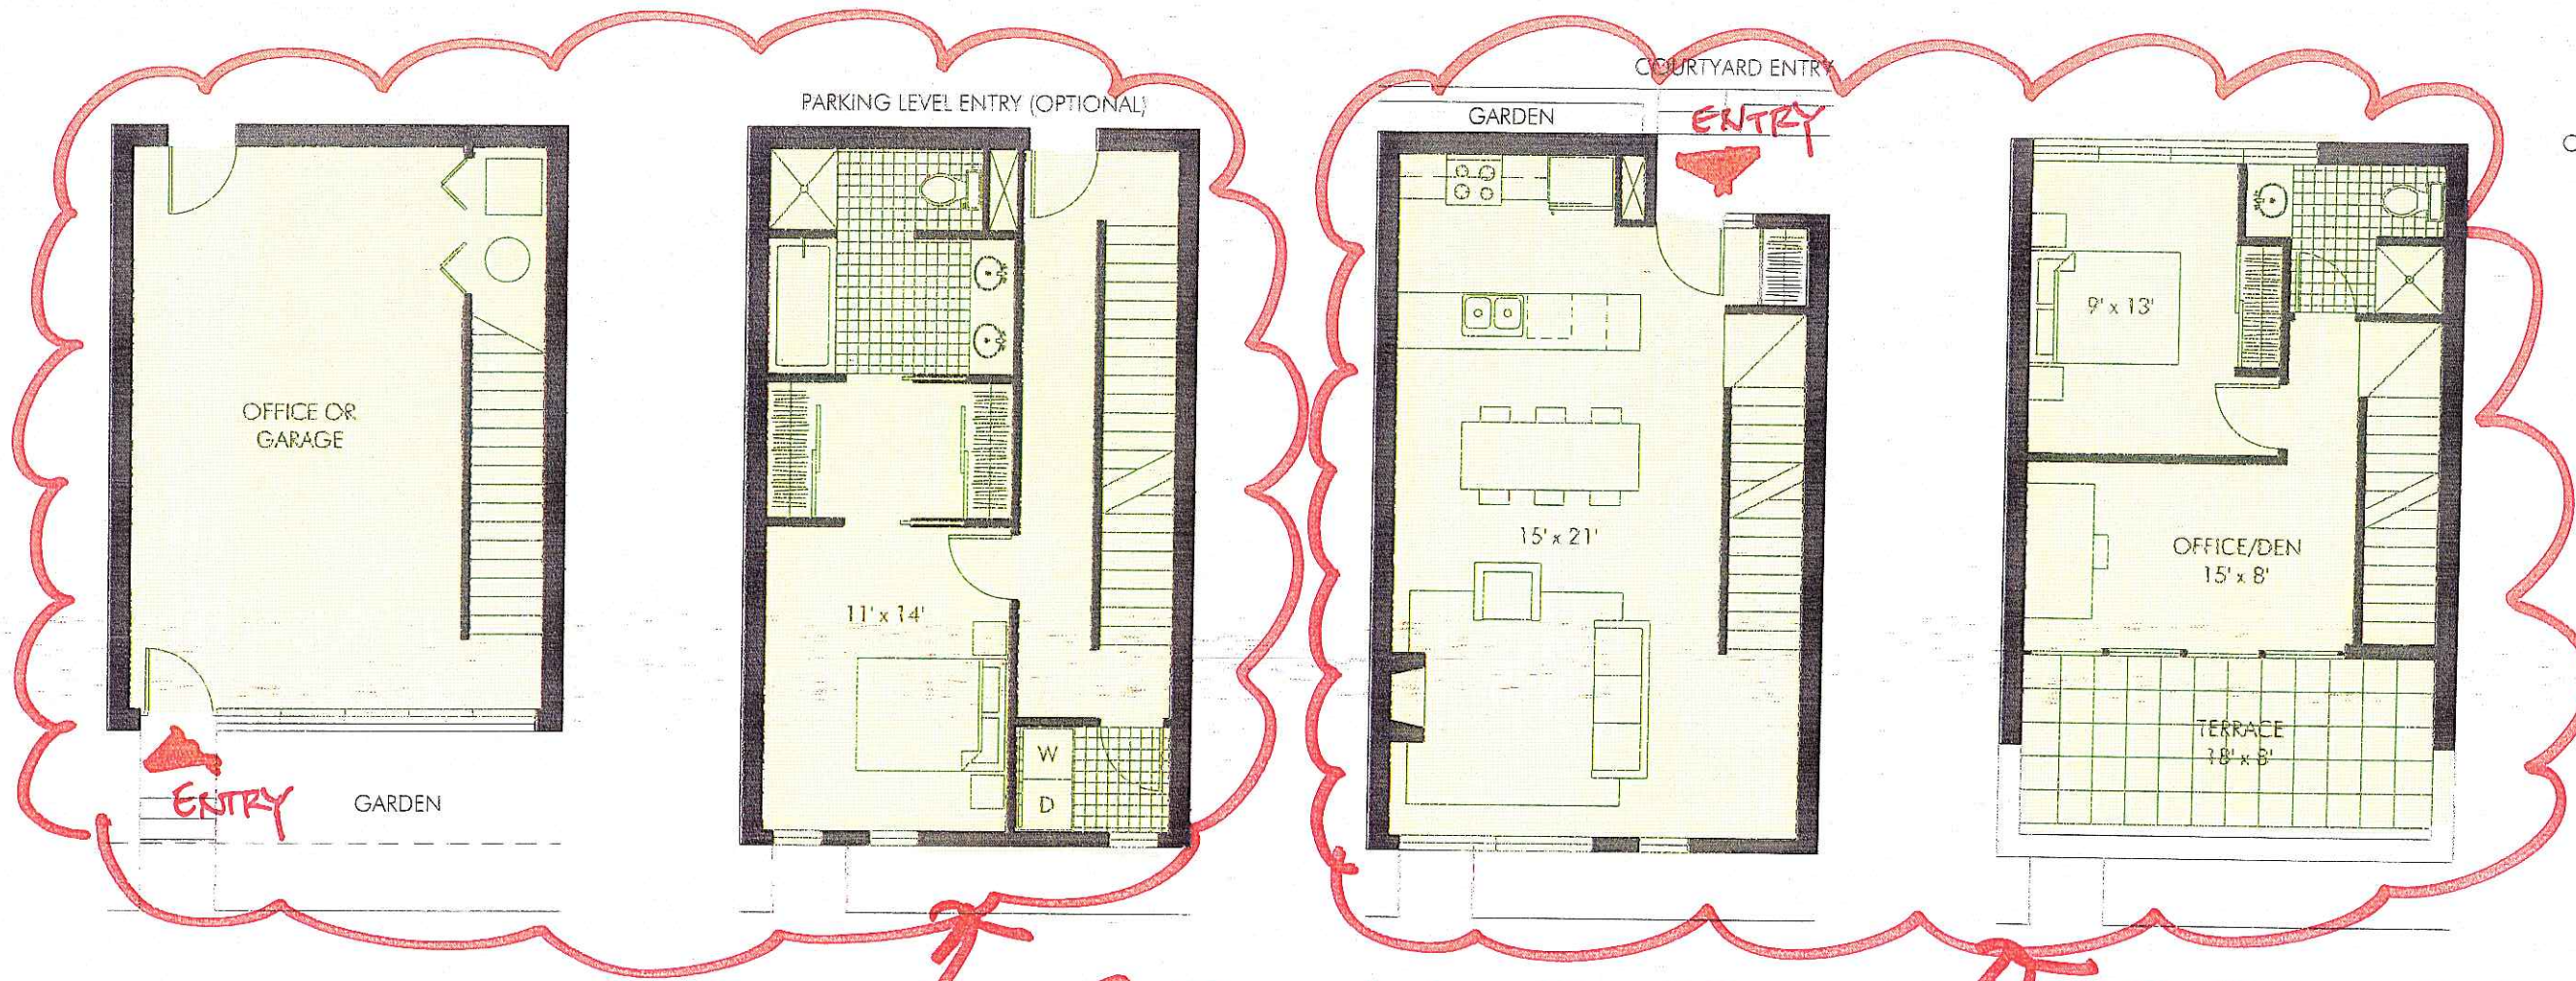 PARKING LEVEL ENTRY (OPTIONAL)
OFFICE OR
GARAGE
ENTRY
GARDEN
11' x 14'
W
D
COURTYARD ENTRY
GARDEN
ENTRY
15' x 21'
9' x 13'
OFFICE/DEN
15' x 8'
TERRACE
18' x 8'